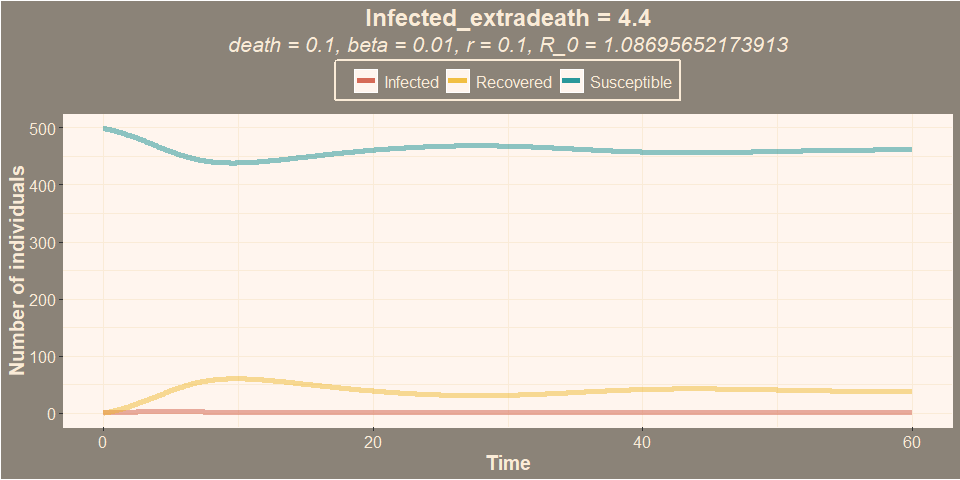 Infected_extradeath = 4.4
death = 0.1, beta = 0.01, r = 0.1, R_0 = 1.08695652173913
Infected Recovered Susceptible
Number of individuals
500
400
300
200
100
0
0 20 40 60
Time